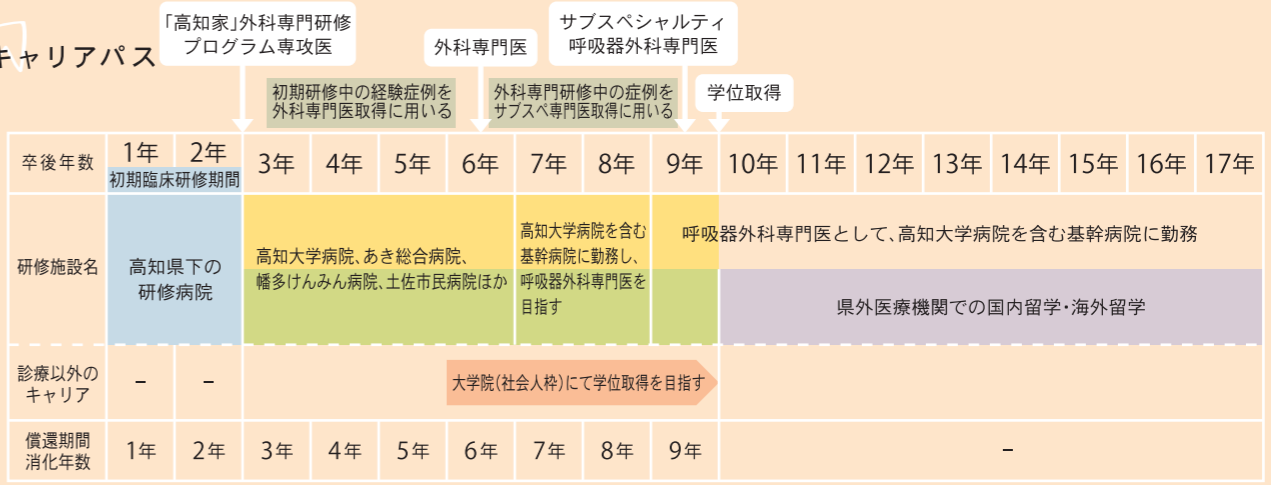 キャリアパス
「高知家」外科専門研修
プログラム専攻医
外科専門医
サブスペシャルティ
呼吸器外科専門医
学位取得
初期研修中の経験症例を
外科専門医取得に用いる
外科専門研修中の症例を
サブスペ専門医取得に用いる
卒後年数 1年 2年 3年 4年 5年 6年 7年 8年 9年 10年 11年 12年 13年 14年 15年 16年 17年
初期臨床研修期間
研修施設名
高知県下の
研修病院
高知大学病院、あき総合病院、
幡多けんみん病院、土佐市民病院ほか
高知大学病院を含む
基幹病院に勤務し、
呼吸器外科専門医を
目指す
呼吸器外科専門医として、高知大学病院を含む基幹病院に勤務
県外医療機関での国内留学・海外留学
診療以外の
キャリア
– –
大学院（社会人枠）にて学位取得を目指す
償還期間
消化年数
1年 2年 3年 4年 5年 6年 7年 8年 9年 –